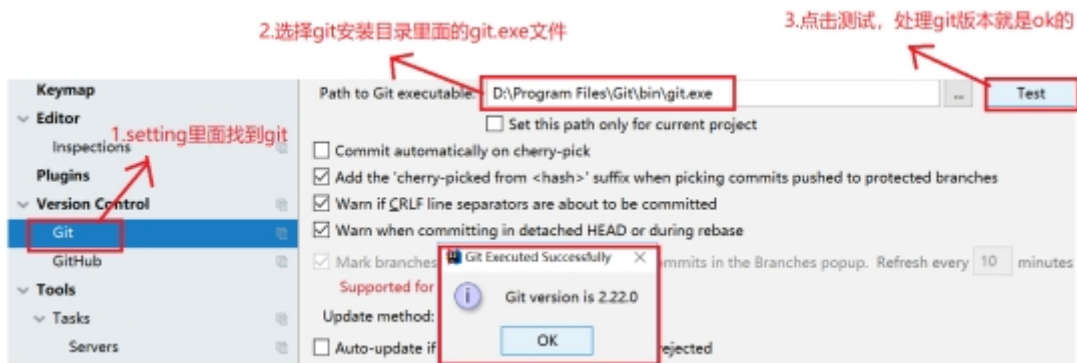 2.选择git安装目录里面的git.exe文件
3.点击测试，处理git版本就是ok的
Keymap
Editor
1.setting里面找到git
Inspections
Plugins
Version Control
Git
GitHub
Tools
Tasks
Servers
Path to Git executable: D:\Program Files\Git\bin\git.exe ... Test
Set this path only for current project
Commit automatically on cherry-pick
Add the 'cherry-picked from <hash>' suffix when picking commits pushed to protected branches
Warn if CRLF line separators are about to be committed
Warn when committing in detached HEAD or during rebase
Mark branches ommits in the Branches popup. Refresh every 10 minutes
Supported for
Update method:
Auto-update if rejected
Git Executed Successfully
Git version is 2.22.0
OK